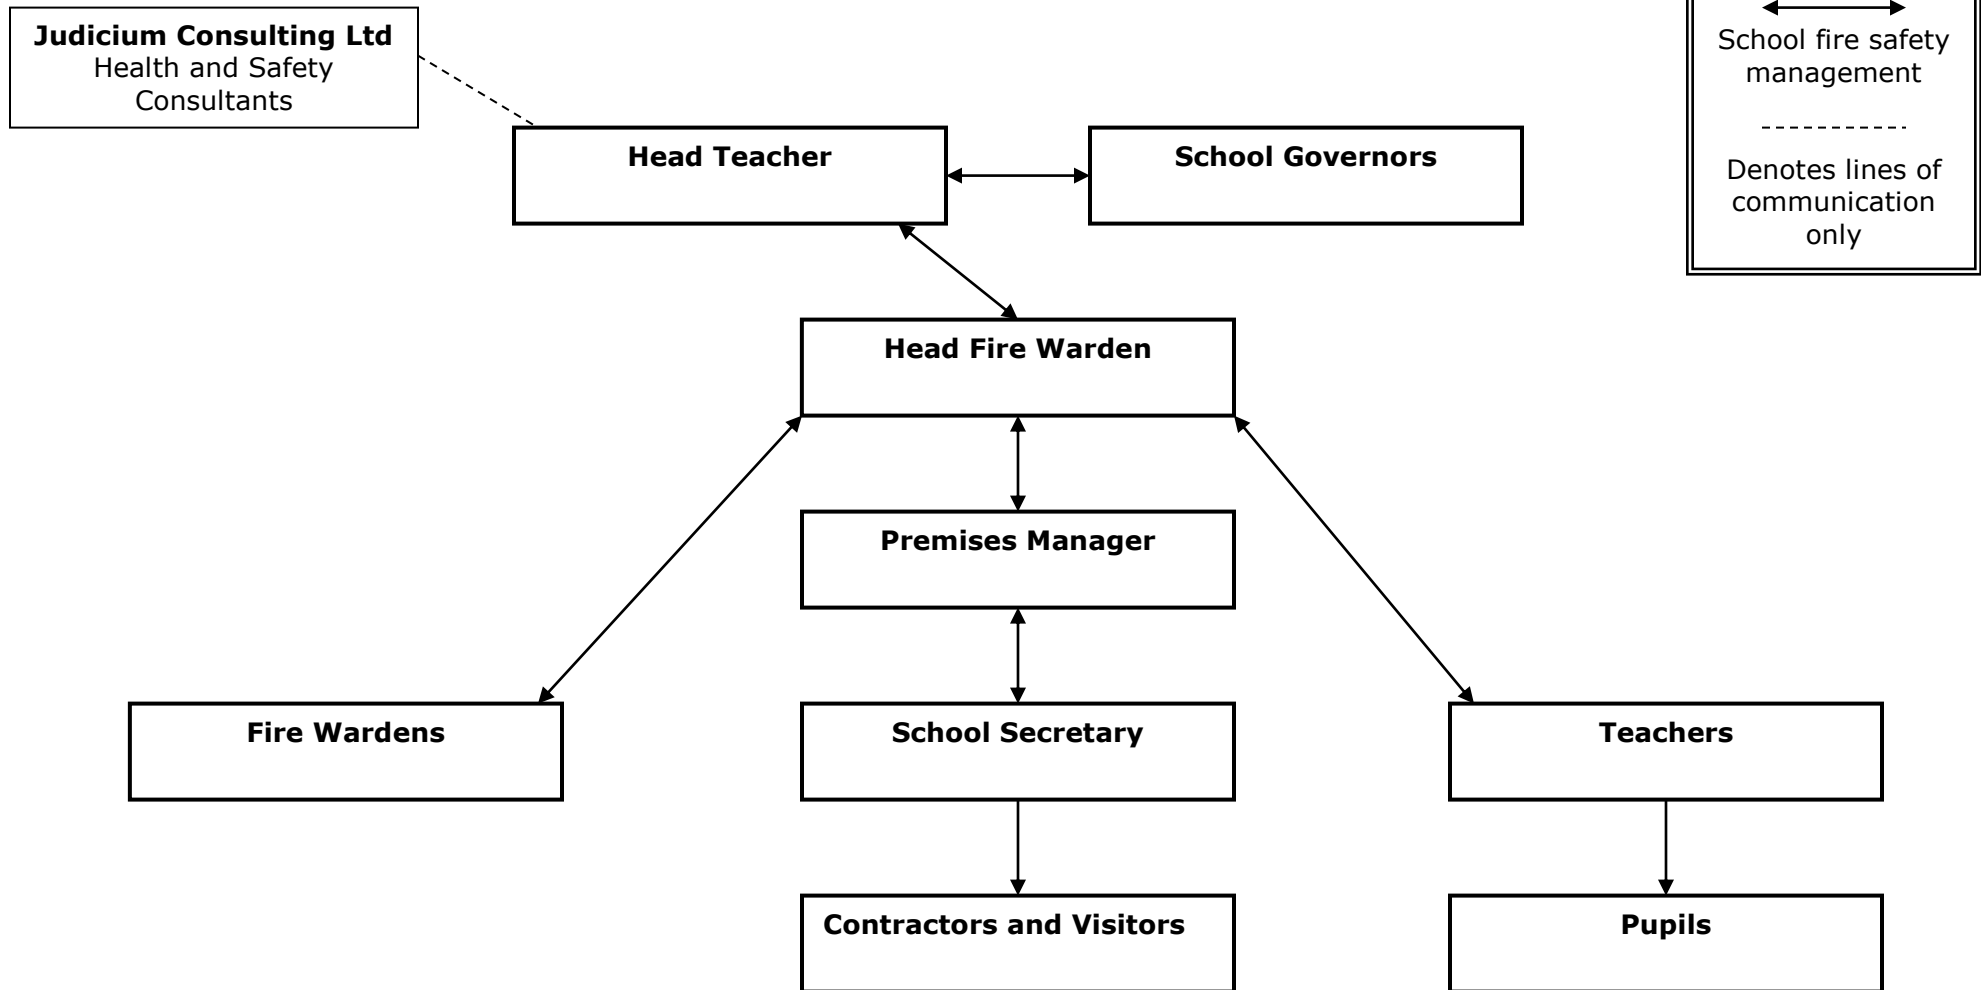 Judicium Consulting Ltd
Health and Safety
Consultants
School fire safety
management
Denotes lines of
communication
only
Head Teacher
School Governors
Head Fire Warden
Premises Manager
Fire Wardens
School Secretary
Teachers
Contractors and Visitors
Pupils